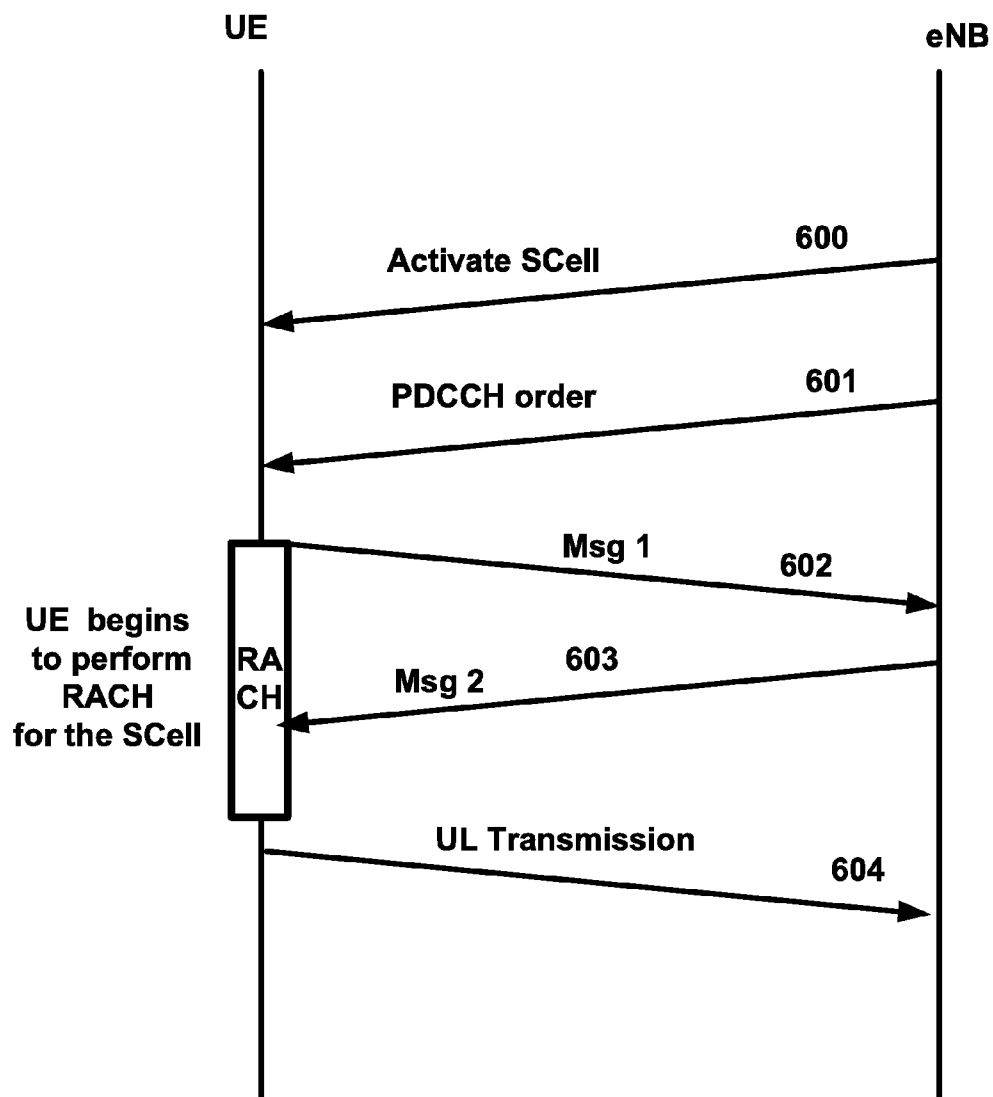 UE
eNB
600
Activate SCell
601
PDCCH order
Msg 1
602
UE begins
to perform
RACH
for the SCell
RA
CH
603
Msg 2
UL Transmission
604